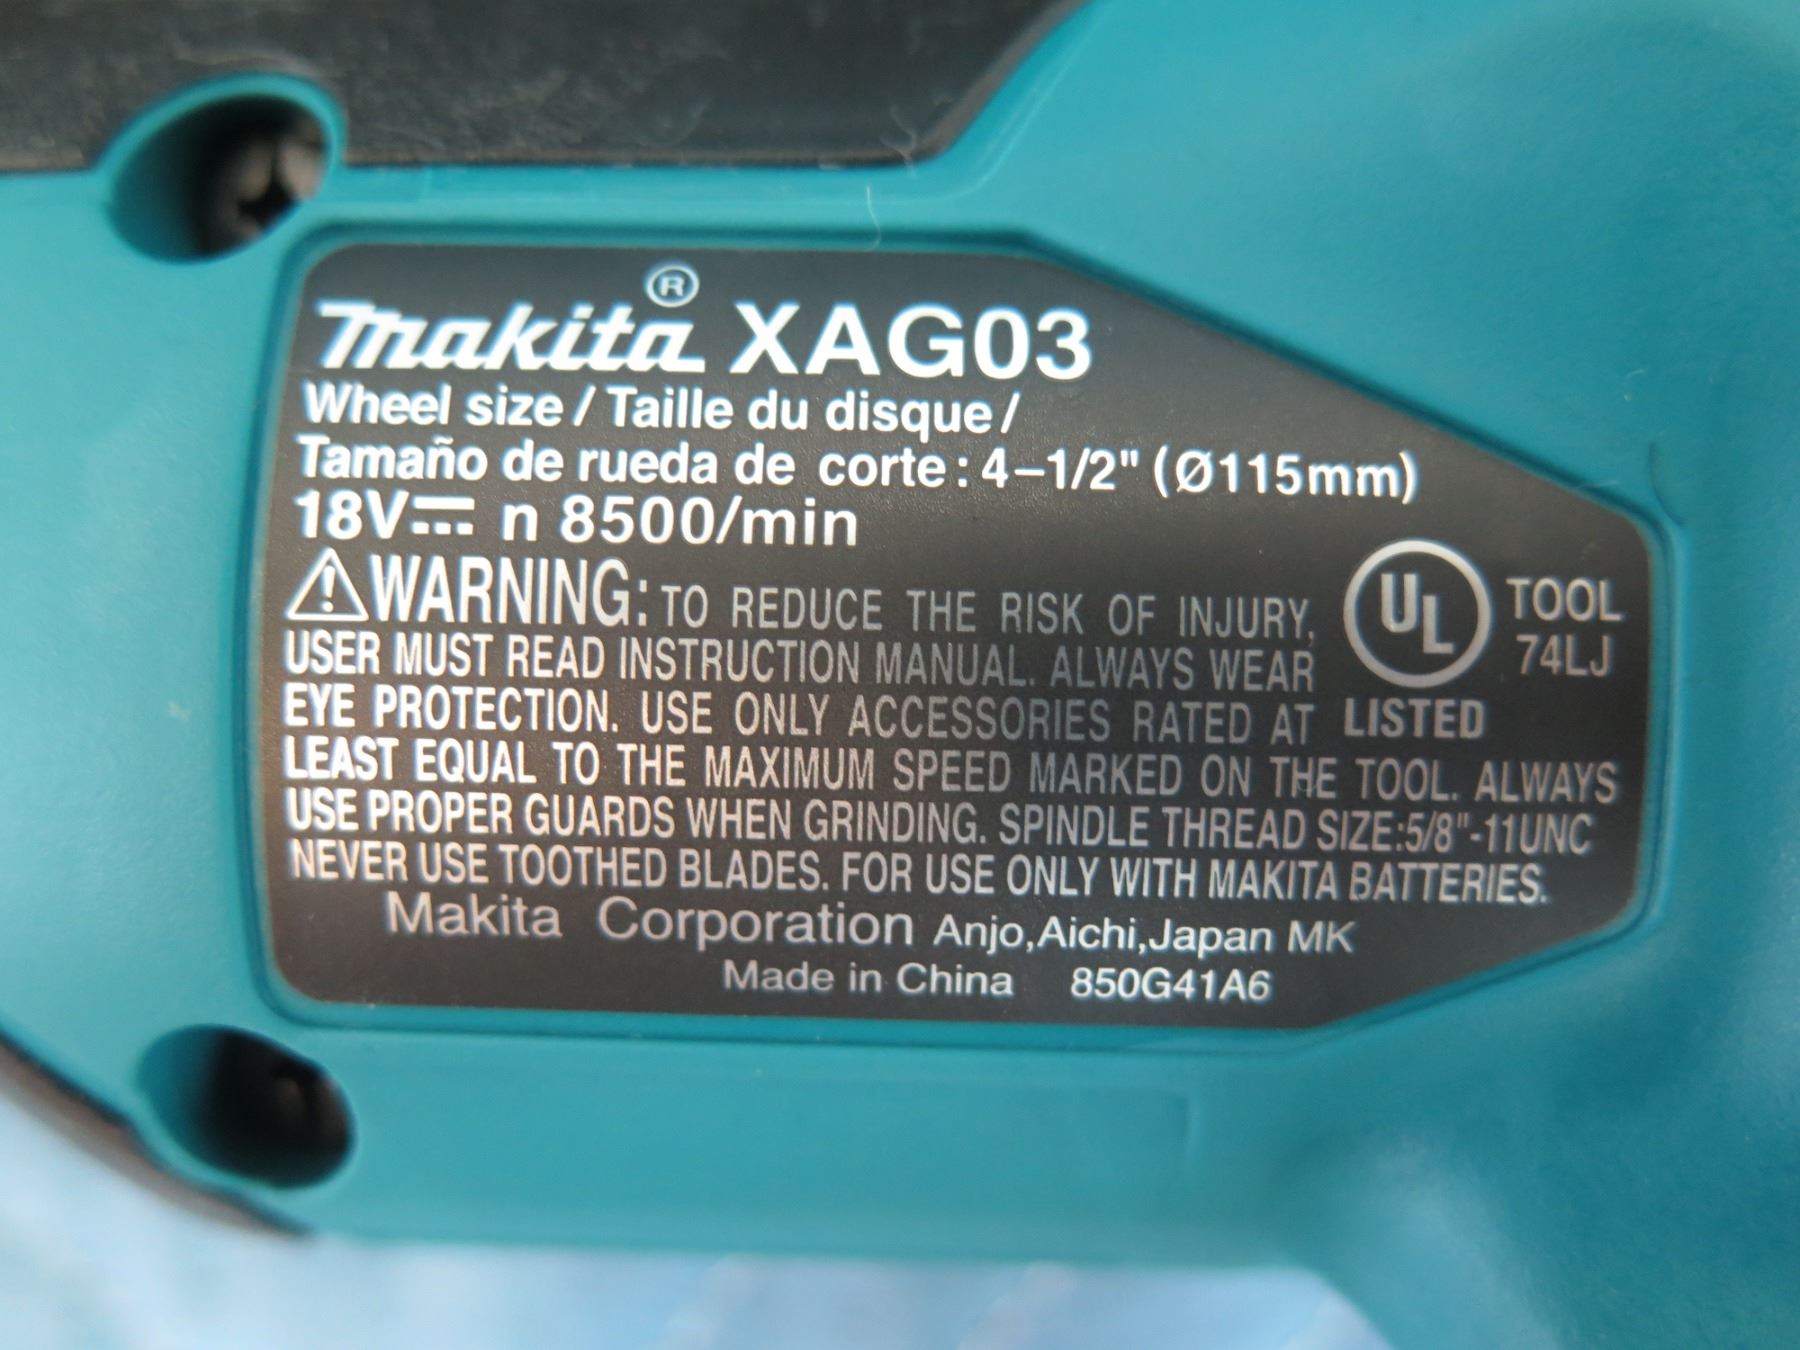 makita® XAG03
Wheel size / Taille du disque /
Tamaño de rueda de corte : 4-1/2" (Ø115mm)
18V⎓ n 8500/min
⚠WARNING: TO REDUCE THE RISK OF INJURY,
USER MUST READ INSTRUCTION MANUAL. ALWAYS WEAR
EYE PROTECTION. USE ONLY ACCESSORIES RATED AT
LEAST EQUAL TO THE MAXIMUM SPEED MARKED ON THE TOOL. ALWAYS
USE PROPER GUARDS WHEN GRINDING. SPINDLE THREAD SIZE:5/8"-11UNC
NEVER USE TOOTHED BLADES. FOR USE ONLY WITH MAKITA BATTERIES.
UL TOOL
74LJ
LISTED
Makita Corporation Anjo,Aichi,Japan MK
Made in China 850G41A6